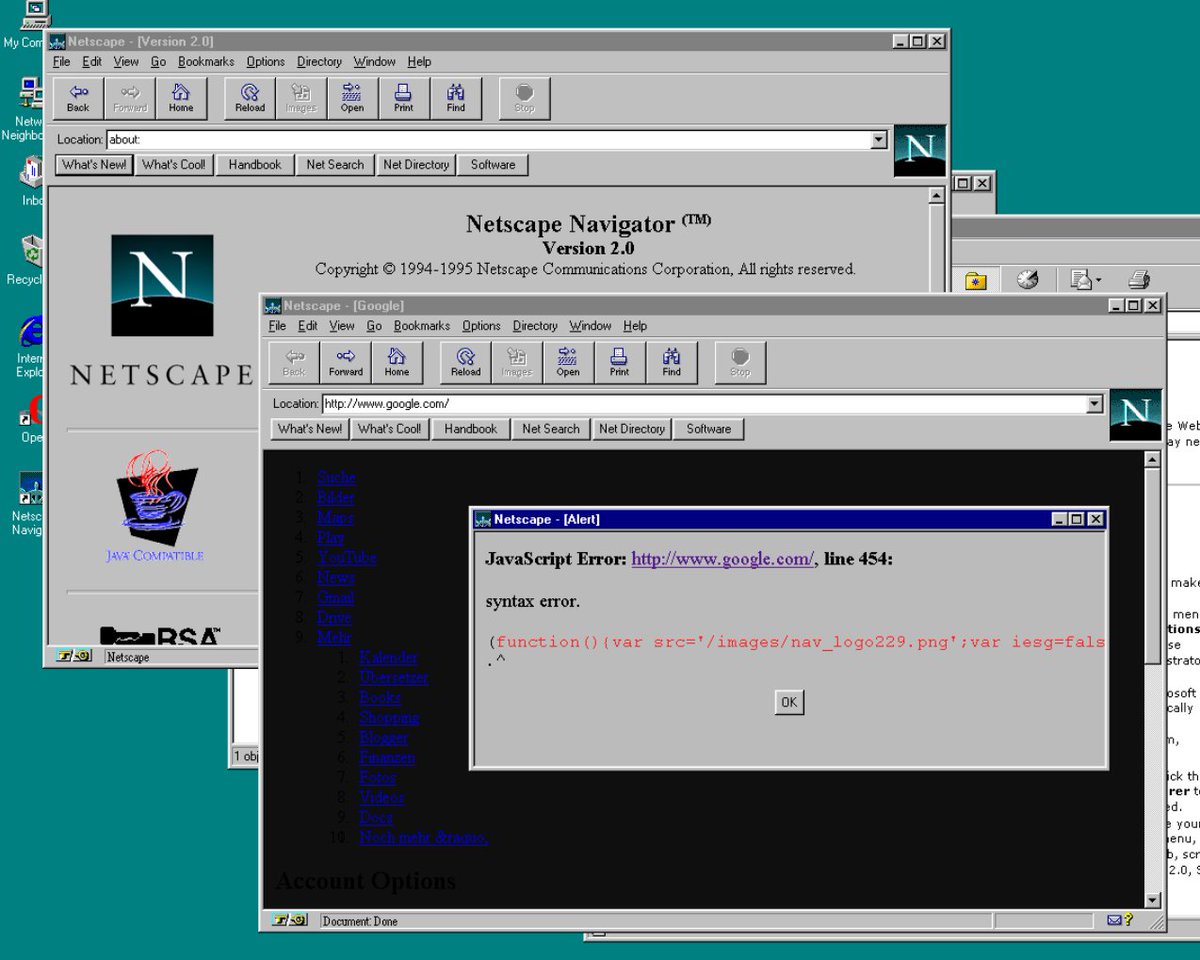 My Com
Netw
Neighbo
Inbo
Recycl
Intern
Explo
Ope
Netsc
Navig
Netscape - [Version 2.0]
File Edit View Go Bookmarks Options Directory Window Help
Back Forward Home Reload Images Open Print Find Stop
Location: about:
What's New! What's Cool! Handbook Net Search Net Directory Software
N
Netscape Navigator (TM)
Version 2.0
Copyright © 1994-1995 Netscape Communications Corporation, All rights reserved.
N
NETSCAPE
JAVA COMPATIBLE
RSA™
Netscape
1 obj
Netscape - [Google]
File Edit View Go Bookmarks Options Directory Window Help
Back Forward Home Reload Images Open Print Find Stop
Location: http://www.google.com/
What's New! What's Cool! Handbook Net Search Net Directory Software
N
1. Suche
2. Bilder
3. Maps
4. Play
5. YouTube
6. News
7. Gmail
8. Drive
9. Mehr
1. Kalender
2. Übersetzer
3. Books
4. Shopping
5. Blogger
6. Finanzen
7. Fotos
8. Videos
9. Docs
10. Noch mehr &raquo;
Account Options
Document: Done
Netscape - [Alert]
JavaScript Error: http://www.google.com/, line 454:
syntax error.
(function(){var src='/images/nav_logo229.png';var iesg=fals
.^
OK
e Web
ay ne
make
men
tions
se
strato
osoft
cally
m,
ick th
rer to
ed.
e your
enu,
b, scr
2.0, S